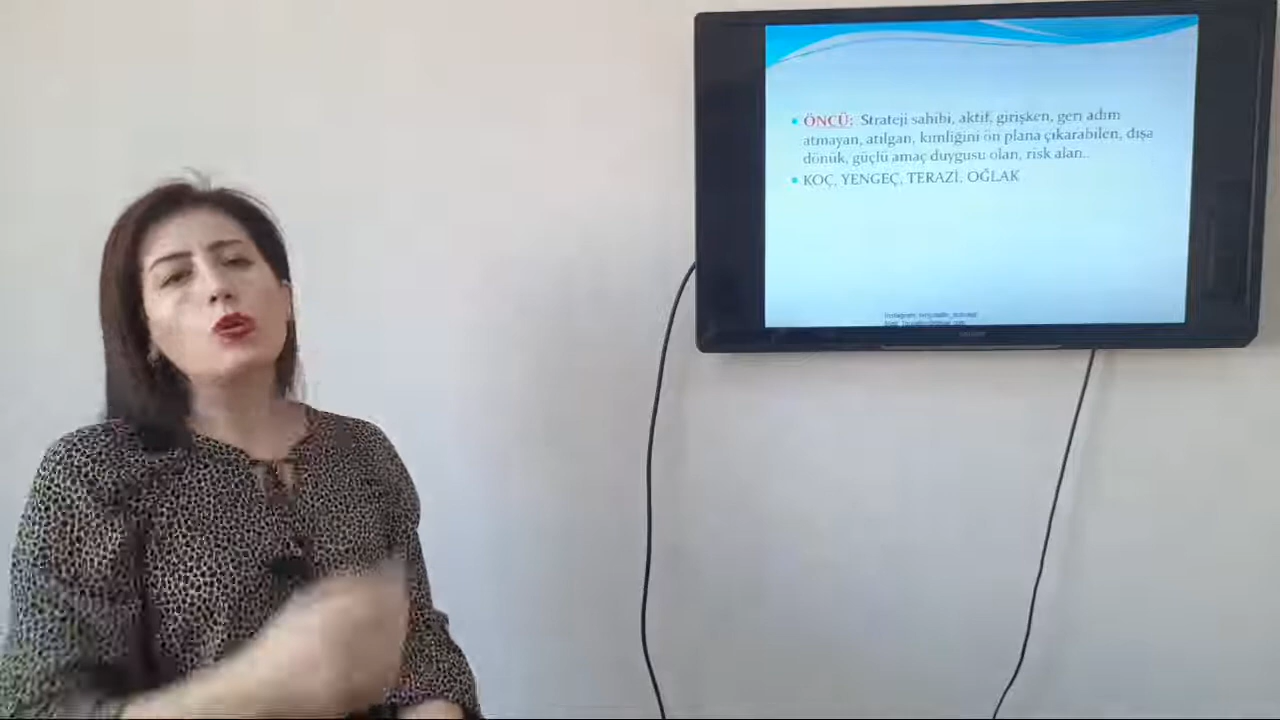 ÖNCÜ: Strateji sahibi, aktif, girişken, geri adım
atmayan, atılgan, kimliğini ön plana çıkarabilen, dışa
dönük, güçlü amaç duygusu olan, risk alan..
KOÇ, YENGEÇ, TERAZİ, OĞLAK